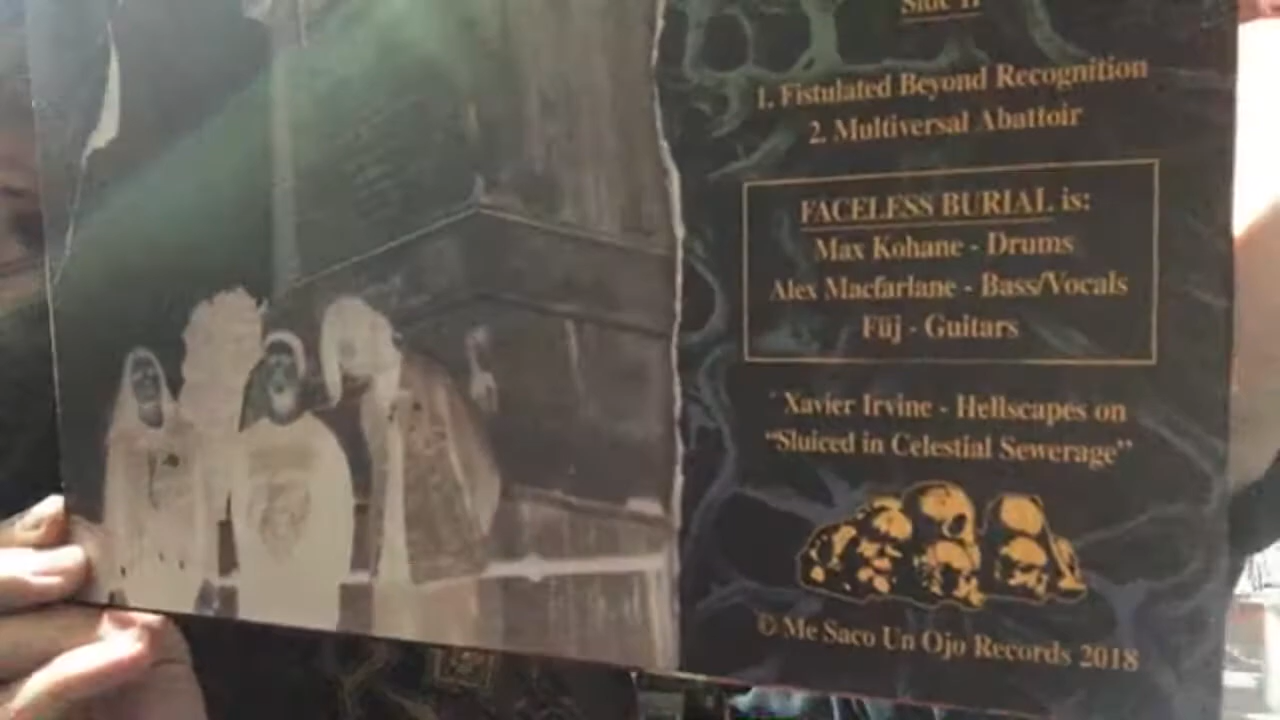 Side II
1. Fistulated Beyond Recognition
2. Multiversal Abattoir
FACELESS BURIAL is:
Max Kohane - Drums
Alex Macfarlane - Bass/Vocals
Füj - Guitars
Xavier Irvine - Hellscapes on
“Sluiced in Celestial Sewerage”
© Me Saco Un Ojo Records 2018